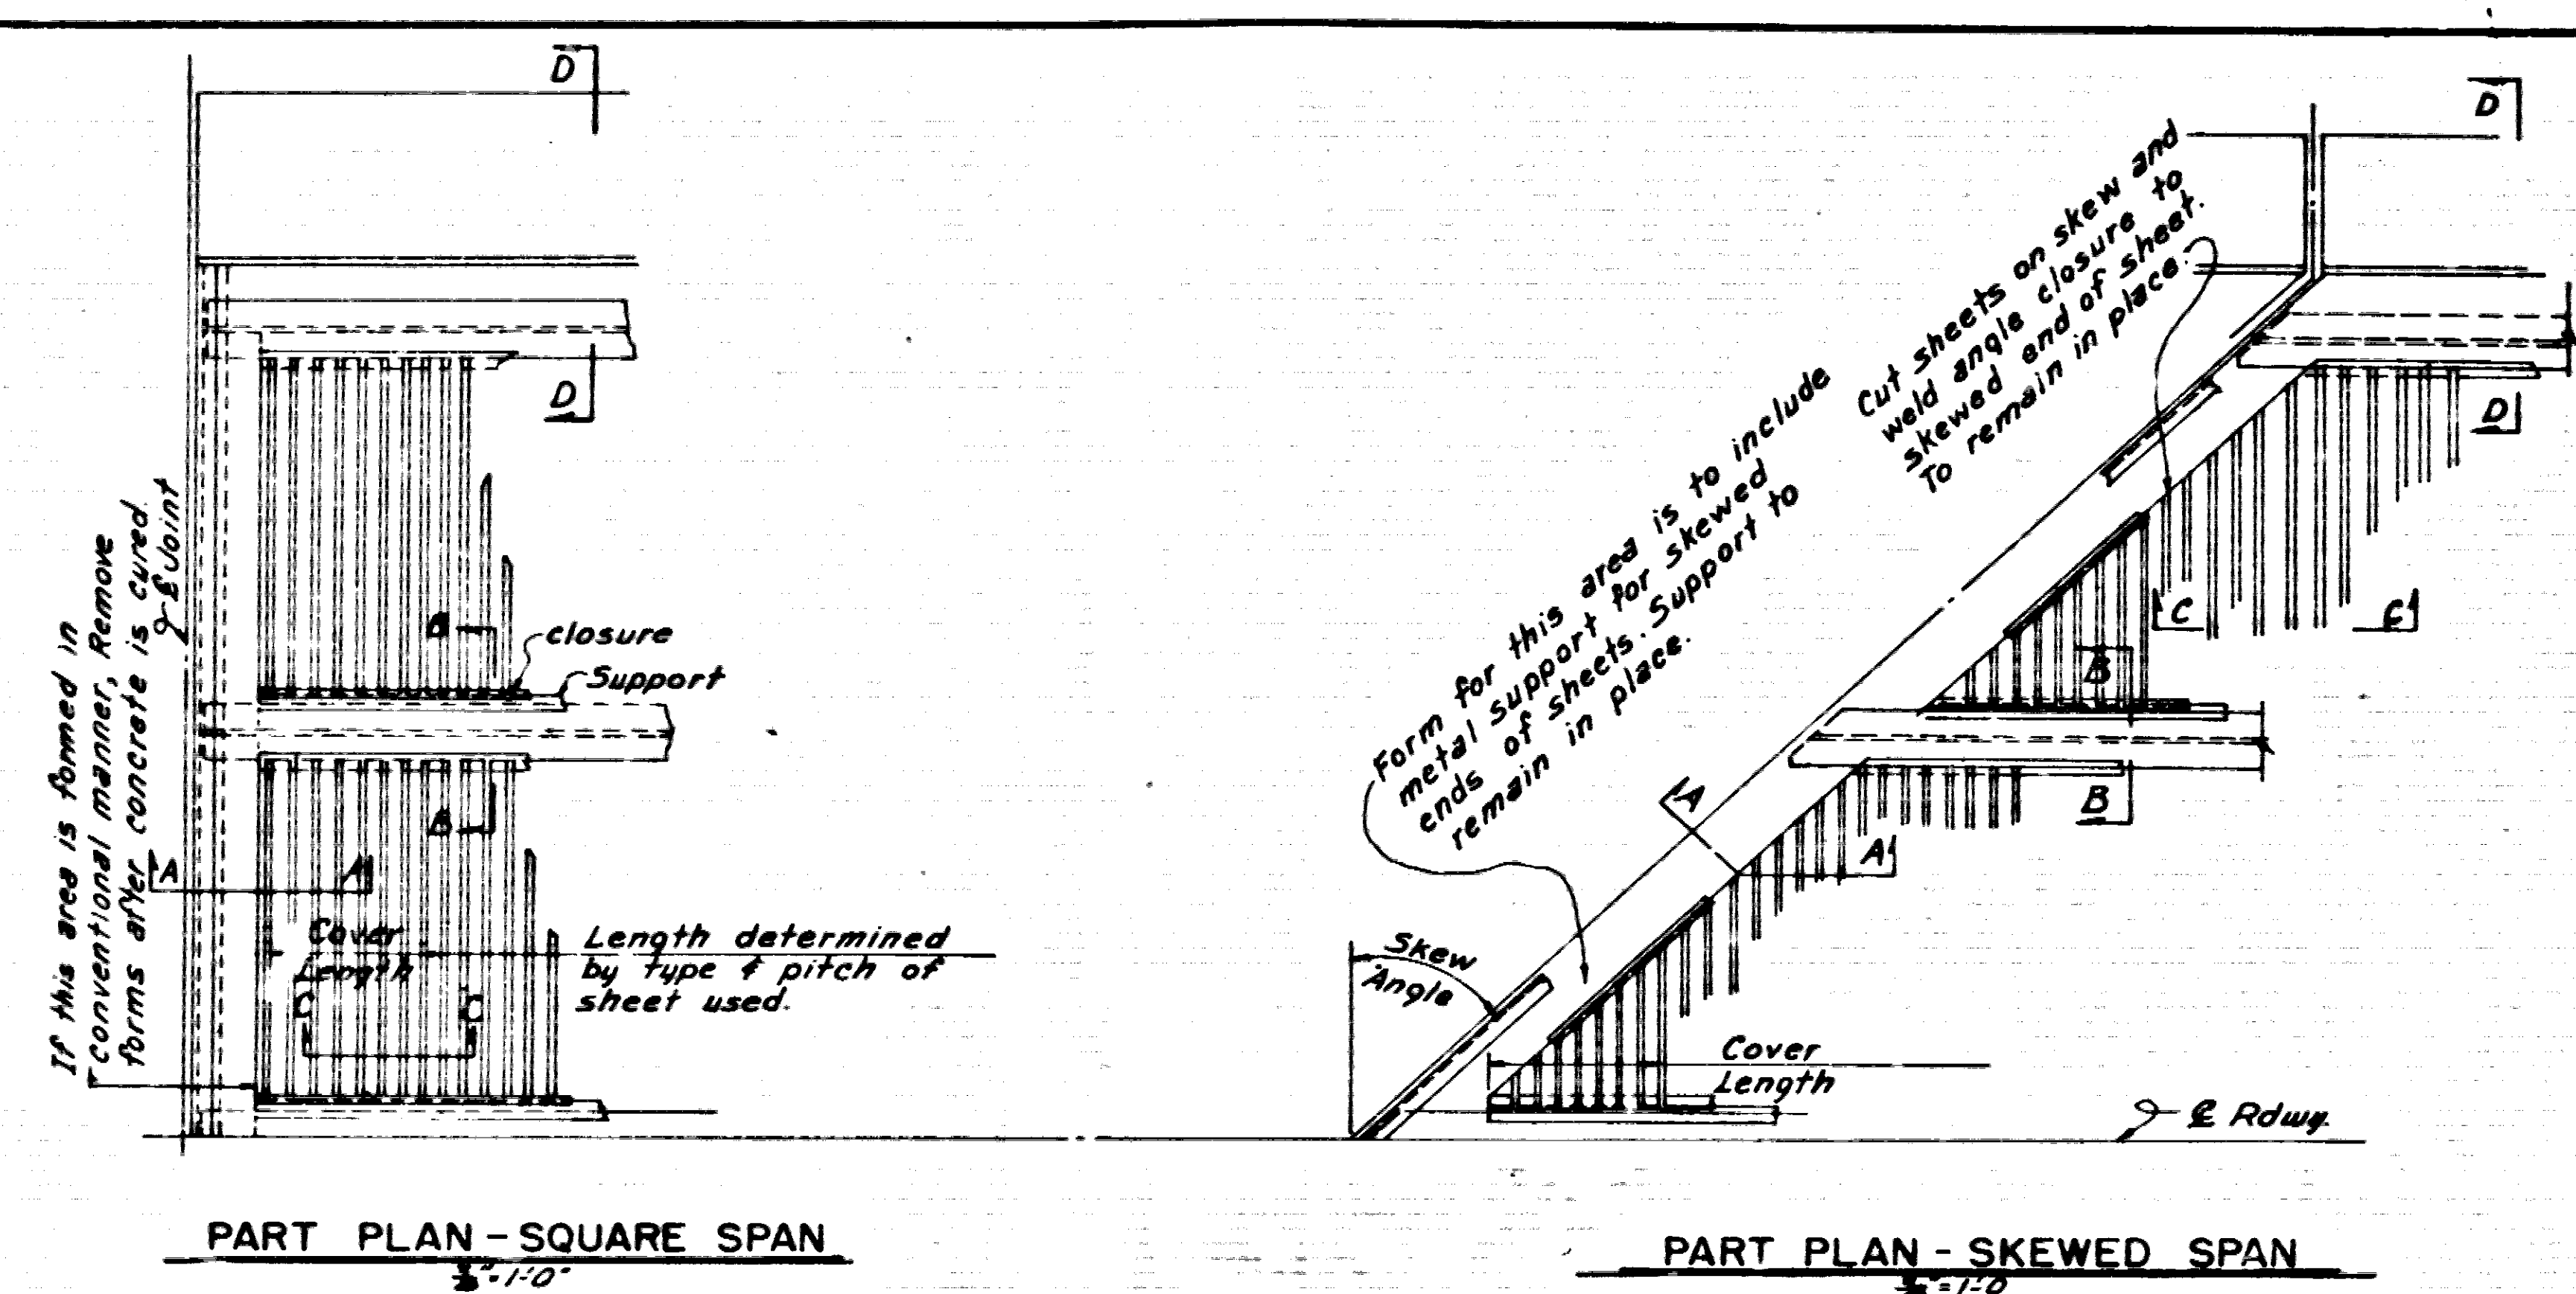 D
D
If this area is formed in
conventional manner, Remove
forms after concrete is cured.
℄ Joint
B
closure
Support
B
A
A
Cover
Length
C
C
Length determined
by type & pitch of
sheet used.
PART PLAN - SQUARE SPAN
"=1'-0"
Form for this area is to include
metal support for skewed
ends of sheets. Support to
remain in place.
Cut sheets on skew and
weld angle closure to
skewed end of sheet.
To remain in place.
D
D
C
C
B
B
A
A
Skew
Angle
Cover
Length
℄ Rdwy.
PART PLAN - SKEWED SPAN
"=1'-0